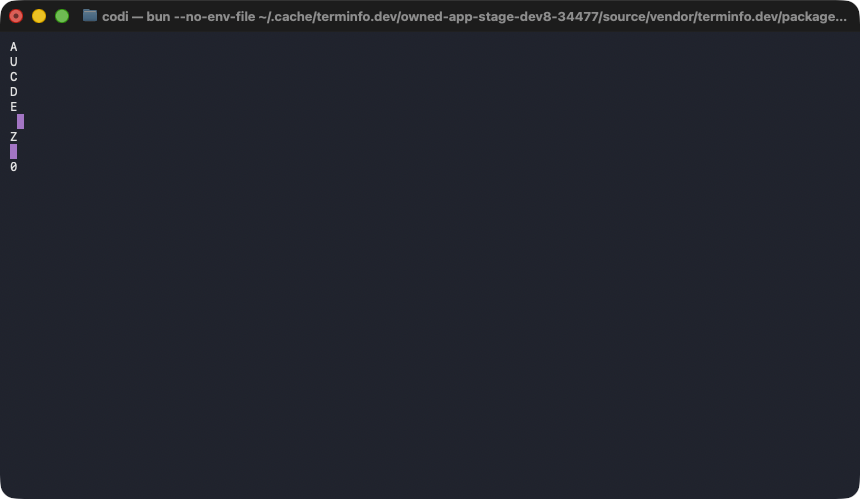 codi — bun --no-env-file ~/.cache/terminfo.dev/owned-app-stage-dev8-34477/source/vendor/terminfo.dev/package...
A
U
C
D
E
Z
0